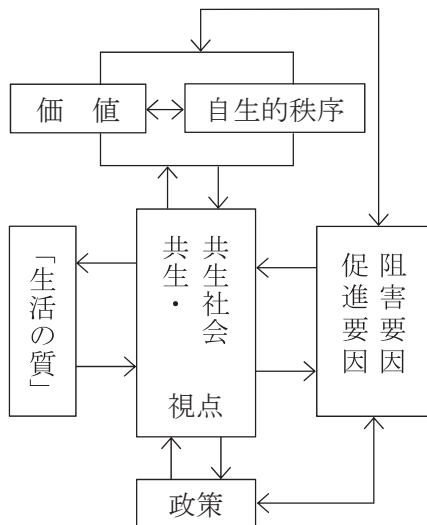 価　値
自生的秩序
「生活の質」
共生社会
共生・
視点
阻害要因
促進要因
政策